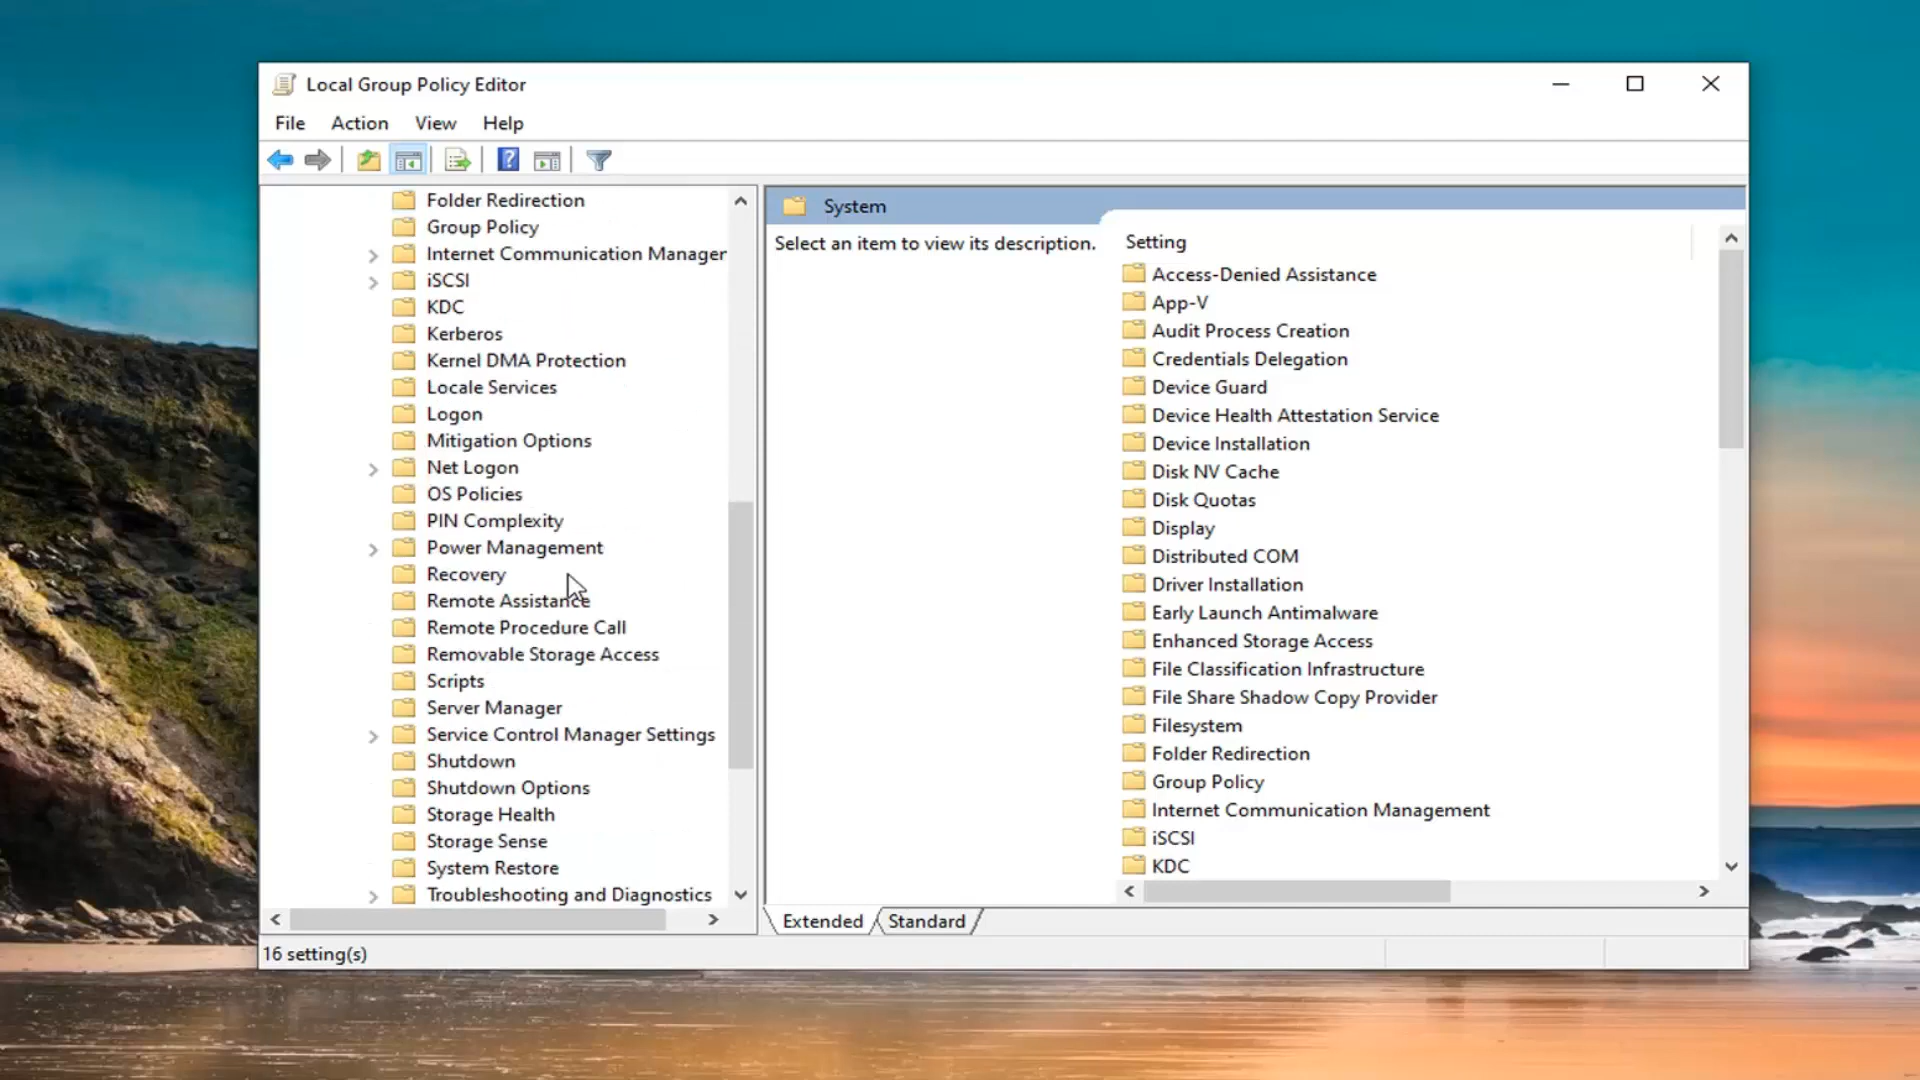 Local Group Policy Editor
File Action View Help
Folder Redirection
Group Policy
Internet Communication Manager
iSCSI
KDC
Kerberos
Kernel DMA Protection
Locale Services
Logon
Mitigation Options
Net Logon
OS Policies
PIN Complexity
Power Management
Recovery
Remote Assistance
Remote Procedure Call
Removable Storage Access
Scripts
Server Manager
Service Control Manager Settings
Shutdown
Shutdown Options
Storage Health
Storage Sense
System Restore
Troubleshooting and Diagnostics
System
Select an item to view its description.
Setting
Access-Denied Assistance
App-V
Audit Process Creation
Credentials Delegation
Device Guard
Device Health Attestation Service
Device Installation
Disk NV Cache
Disk Quotas
Display
Distributed COM
Driver Installation
Early Launch Antimalware
Enhanced Storage Access
File Classification Infrastructure
File Share Shadow Copy Provider
Filesystem
Folder Redirection
Group Policy
Internet Communication Management
iSCSI
KDC
Extended Standard
16 setting(s)